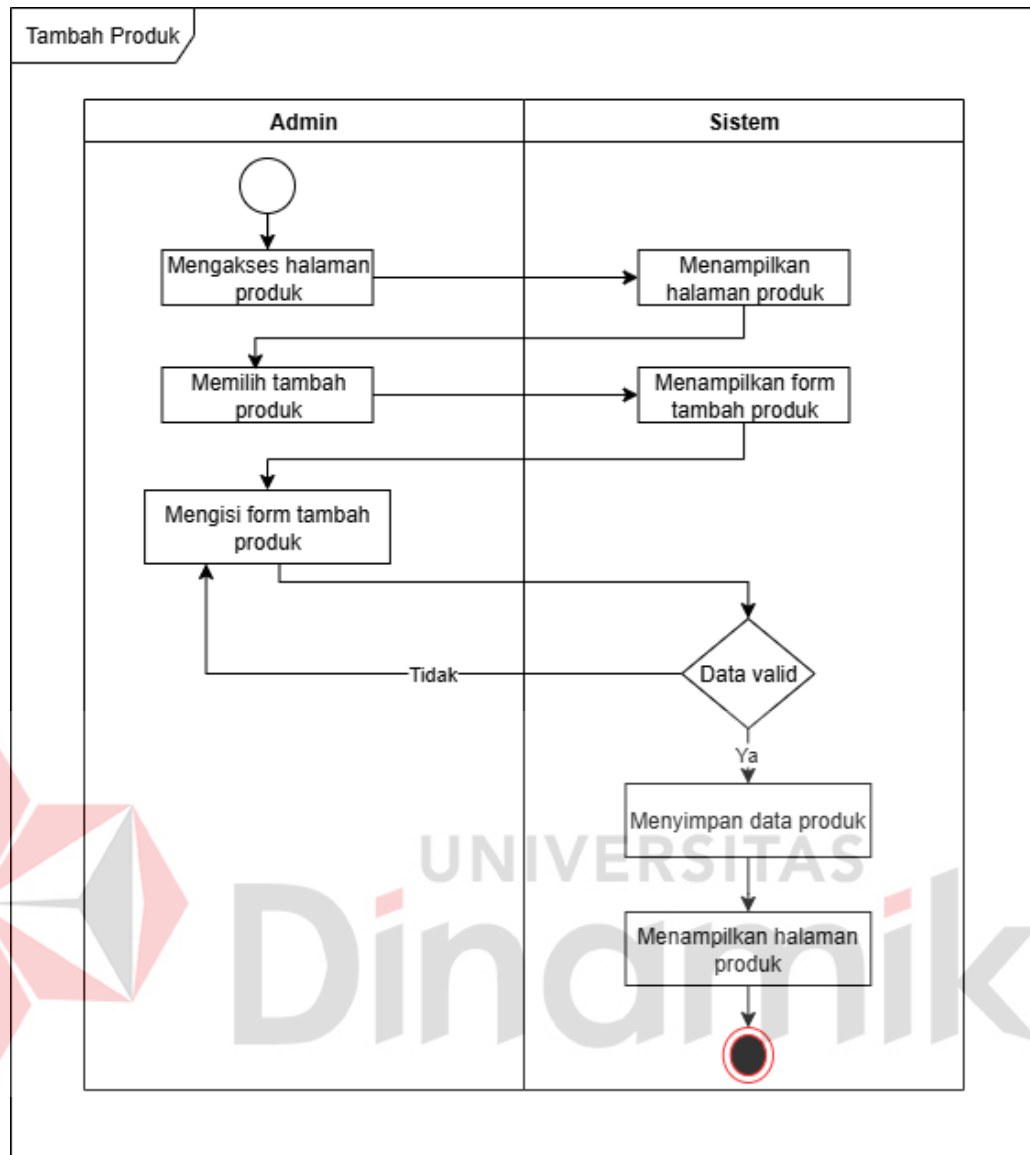 Tambah Produk
Admin
Sistem
Mengakses halaman
produk
Menampilkan
halaman produk
Memilih tambah
produk
Menampilkan form
tambah produk
Mengisi form tambah
produk
Tidak
Data valid
Ya
Menyimpan data produk
UNIVERSITAS
Dinamik
Menampilkan halaman
produk